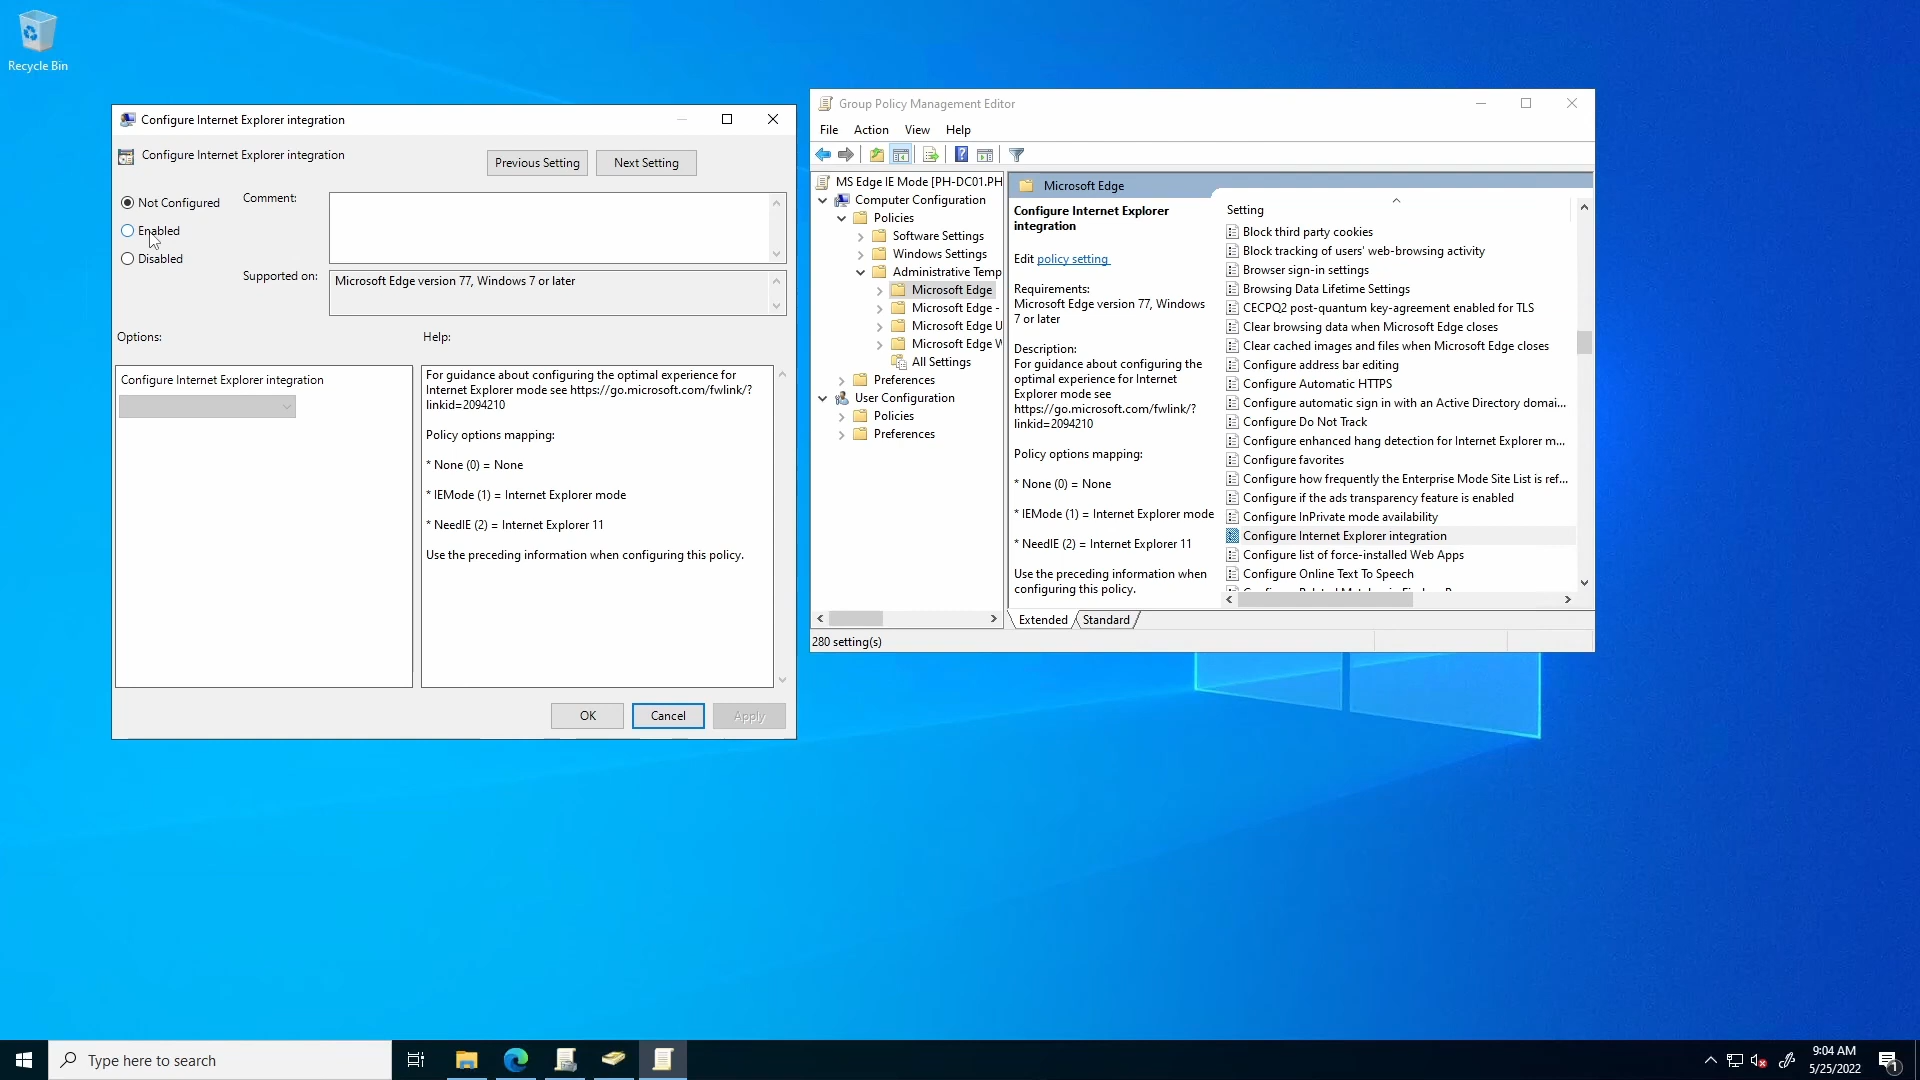 Recycle Bin
Configure Internet Explorer integration
Configure Internet Explorer integration
Previous Setting
Next Setting
Not Configured
Enabled
Disabled
Comment:
Supported on:
Microsoft Edge version 77, Windows 7 or later
Options:
Help:
Configure Internet Explorer integration
For guidance about configuring the optimal experience for
Internet Explorer mode see https://go.microsoft.com/fwlink/?
linkid=2094210
Policy options mapping:
* None (0) = None
* IEMode (1) = Internet Explorer mode
* NeedIE (2) = Internet Explorer 11
Use the preceding information when configuring this policy.
OK
Cancel
Apply
Group Policy Management Editor
File Action View Help
MS Edge IE Mode [PH-DC01.PH
Computer Configuration
Policies
Software Settings
Windows Settings
Administrative Temp
Microsoft Edge
Microsoft Edge -
Microsoft Edge U
Microsoft Edge W
All Settings
Preferences
User Configuration
Policies
Preferences
Microsoft Edge
Configure Internet Explorer
integration
Edit policy setting
Requirements:
Microsoft Edge version 77, Windows
7 or later
Description:
For guidance about configuring the
optimal experience for Internet
Explorer mode see
https://go.microsoft.com/fwlink/?
linkid=2094210
Policy options mapping:
* None (0) = None
* IEMode (1) = Internet Explorer mode
* NeedIE (2) = Internet Explorer 11
Use the preceding information when
configuring this policy.
Setting
Block third party cookies
Block tracking of users' web-browsing activity
Browser sign-in settings
Browsing Data Lifetime Settings
CECPQ2 post-quantum key-agreement enabled for TLS
Clear browsing data when Microsoft Edge closes
Clear cached images and files when Microsoft Edge closes
Configure address bar editing
Configure Automatic HTTPS
Configure automatic sign in with an Active Directory domai...
Configure Do Not Track
Configure enhanced hang detection for Internet Explorer m...
Configure favorites
Configure how frequently the Enterprise Mode Site List is ref...
Configure if the ads transparency feature is enabled
Configure InPrivate mode availability
Configure Internet Explorer integration
Configure list of force-installed Web Apps
Configure Online Text To Speech
Extended
Standard
280 setting(s)
Type here to search
9:04 AM
5/25/2022
1